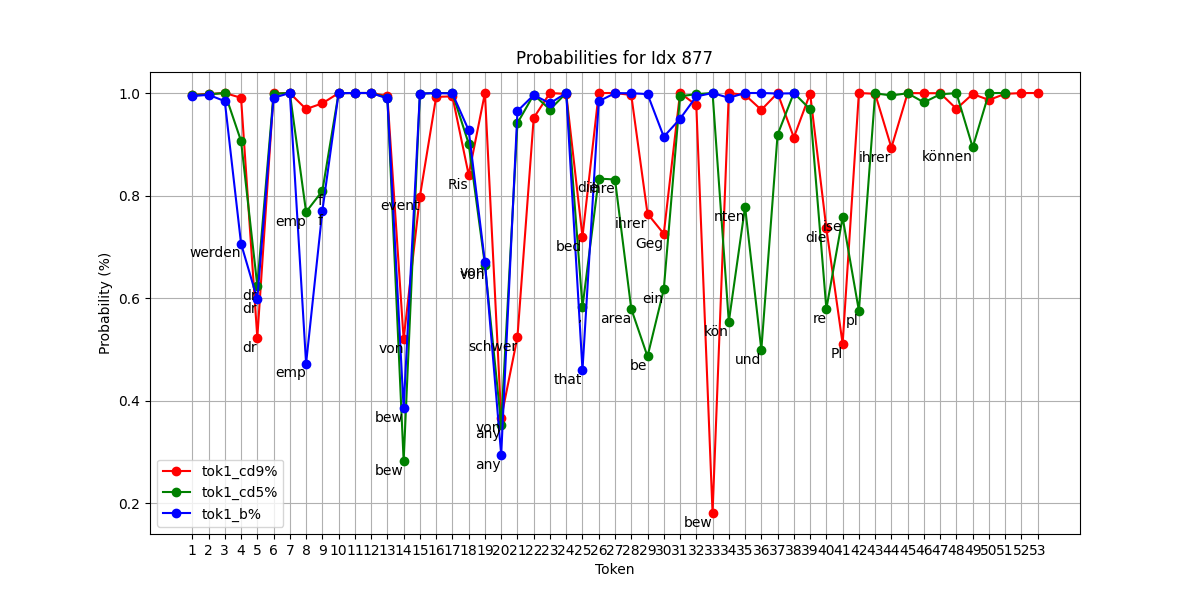 Probabilities for Idx 877
Probability (%)
1.0
0.8
0.6
0.4
0.2
werden
dr
dr
dr
emp
emp
f
f
von
bew
bew
event
Ris
von
von
von
any
any
schwer
bed
that
die
ihre
area
ihrer
be
Geg
ein
bew
kön
nten
und
die
re
ise
Pl
pl
ihrer
können
tok1_cd9%
tok1_cd5%
tok1_b%
1 2 3 4 5 6 7 8 9 10 11 12 13 14 15 16 17 18 19 20 21 22 23 24 25 26 27 28 29 30 31 32 33 34 35 36 37 38 39 40 41 42 43 44 45 46 47 48 49 50 51 52 53
Token